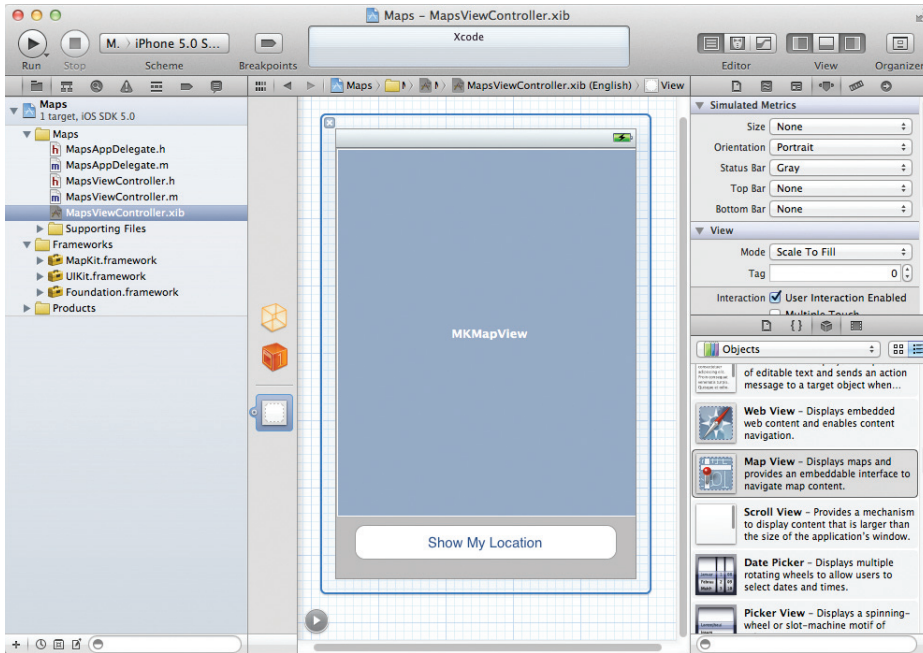 Maps – MapsViewController.xib
M. iPhone 5.0 S...
Xcode
Run Stop Scheme Breakpoints Editor View Organizer
Maps MapsViewController.xib (English) View
Maps
1 target, iOS SDK 5.0
Maps
MapsAppDelegate.h
MapsAppDelegate.m
MapsViewController.h
MapsViewController.m
MapsViewController.xib
Supporting Files
Frameworks
MapKit.framework
UIKit.framework
Foundation.framework
Products
MKMapView
Show My Location
Simulated Metrics
Size None
Orientation Portrait
Status Bar Gray
Top Bar None
Bottom Bar None
View
Mode Scale To Fill
Tag 0
Interaction User Interaction Enabled
Multiple Touch
Objects
of editable text and sends an action
message to a target object when...
Web View – Displays embedded
web content and enables content
navigation.
Map View – Displays maps and
provides an embeddable interface to
navigate map content.
Scroll View – Provides a mechanism
to display content that is larger than
the size of the application's window.
Date Picker – Displays multiple
rotating wheels to allow users to
select dates and times.
Picker View – Displays a spinning-
wheel or slot-machine motif of